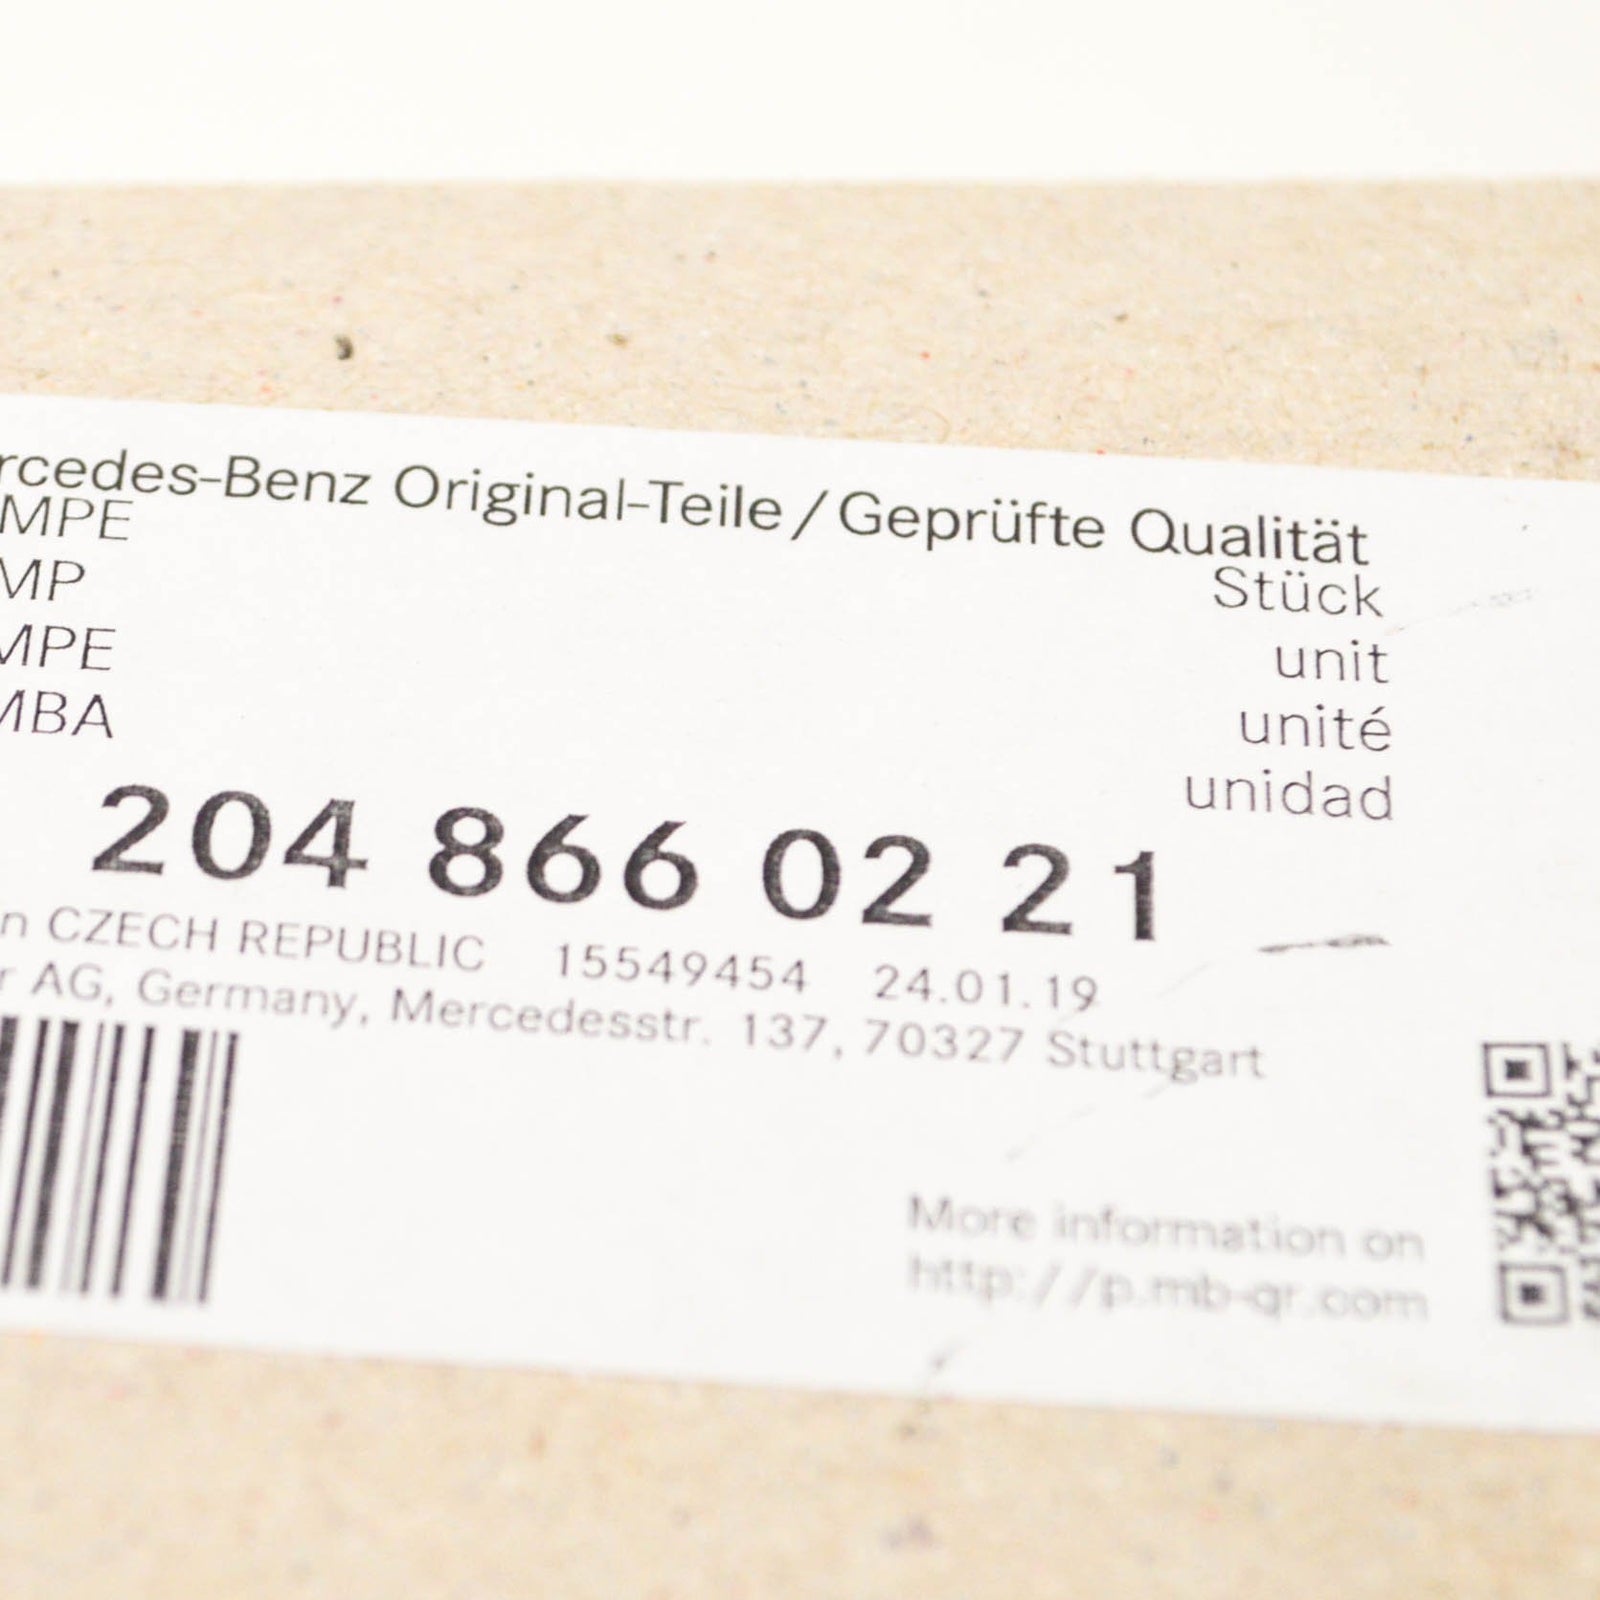 rcedes-Benz Original-Teile / Geprüfte Qualität
MPE
Stück
MP
unit
MPE
unité
MBA
unidad
204 866 02 21
n CZECH REPUBLIC 15549454 24.01.19
r AG, Germany, Mercedesstr. 137, 70327 Stuttgart
More information on
http://p.mb-qr.com